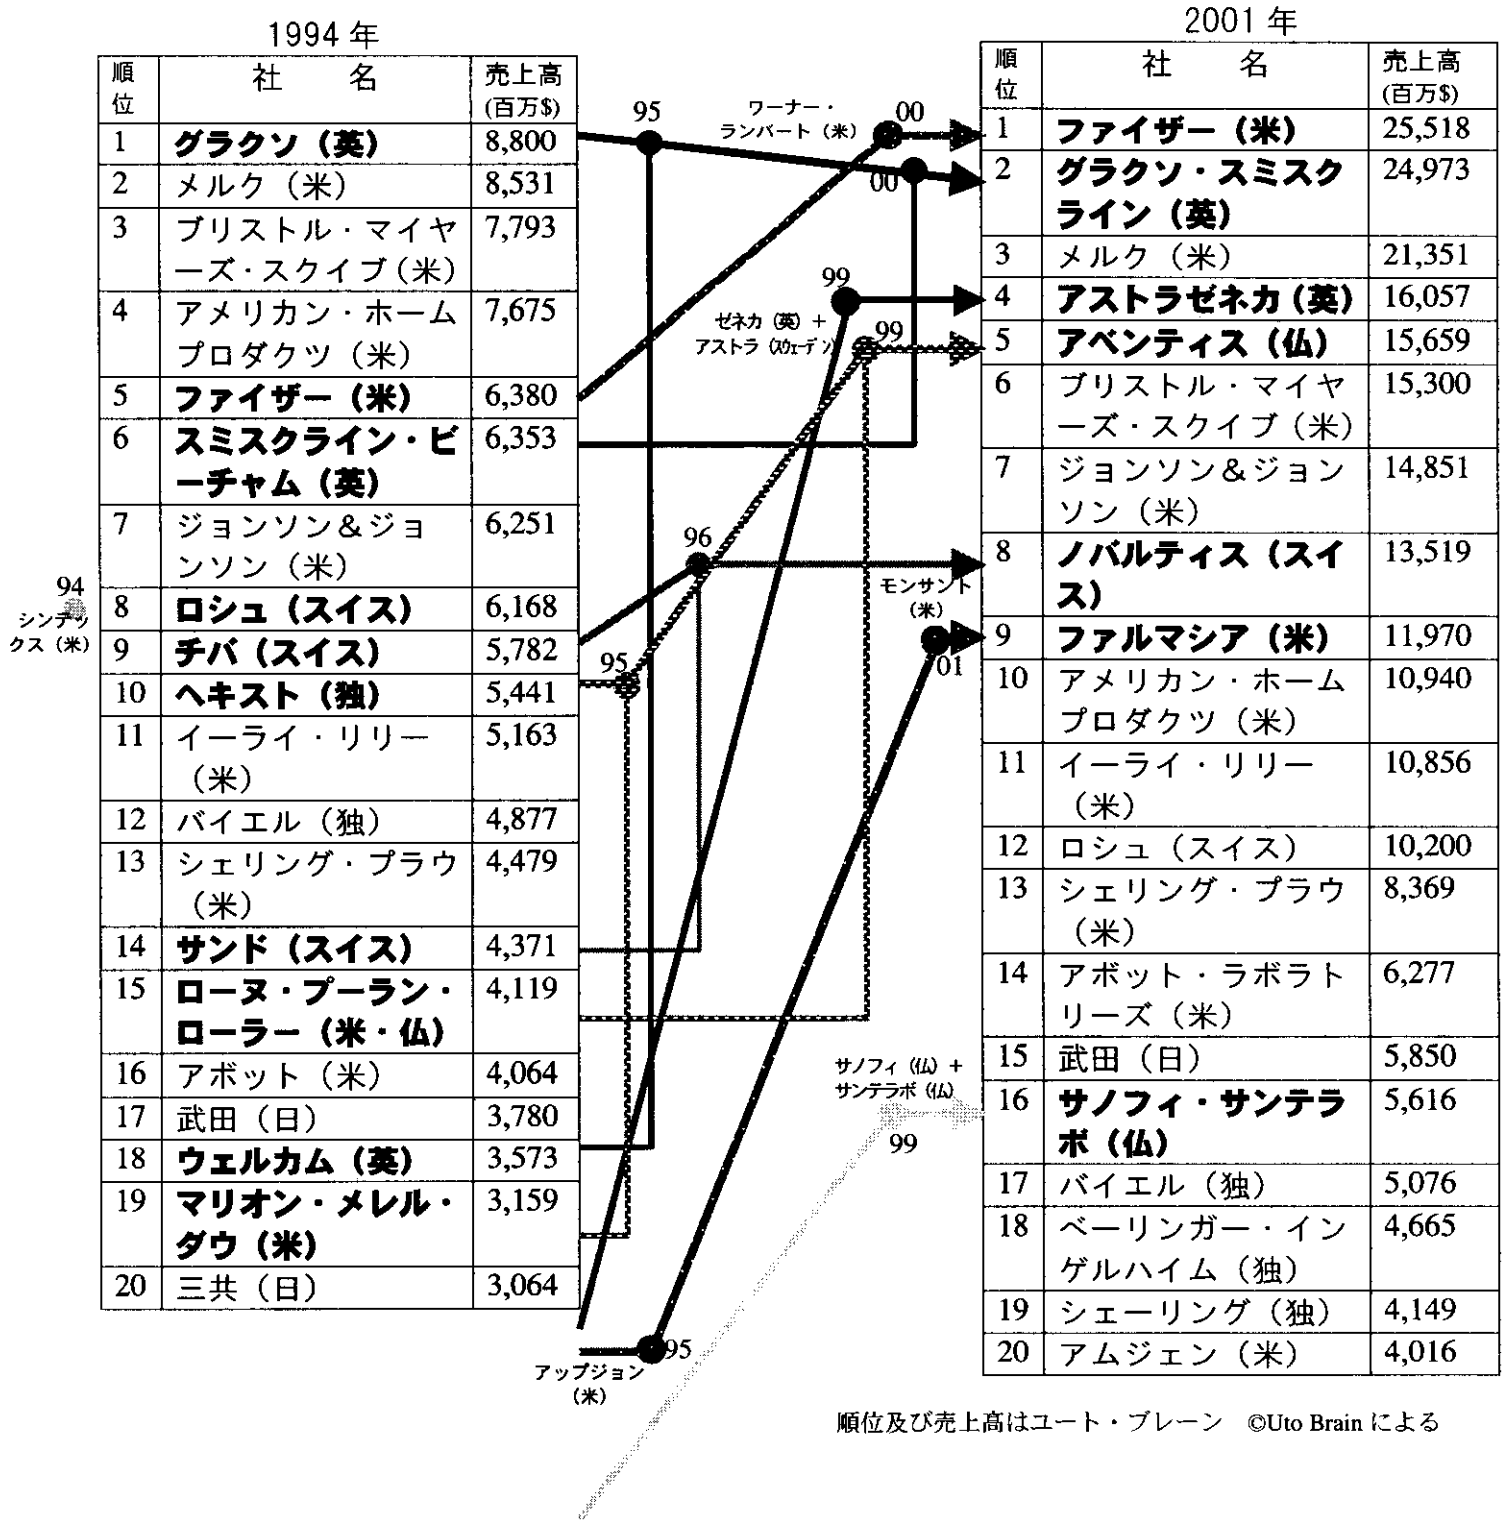 1994 年
順位 社 名 売上高(百万$)
1 グラクソ（英） 8,800
2 メルク（米） 8,531
3 ブリストル・マイヤ 7,793
ーズ・スクイブ（米）
4 アメリカン・ホーム 7,675
プロダクツ（米）
5 ファイザー（米） 6,380
6 スミスクライン・ビ 6,353
ーチャム（英）
7 ジョンソン＆ジョ 6,251
ンソン（米）
8 ロシュ（スイス） 6,168
9 チバ（スイス） 5,782
10 ヘキスト（独） 5,441
11 イーライ・リリー 5,163
（米）
12 バイエル（独） 4,877
13 シェリング・プラウ 4,479
（米）
14 サンド（スイス） 4,371
15 ローヌ・プーラン・ 4,119
ローラー（米・仏）
16 アボット（米） 4,064
17 武田（日） 3,780
18 ウェルカム（英） 3,573
19 マリオン・メレル・ 3,159
ダウ（米）
20 三共（日） 3,064
94
シンテッ
クス（米）
95
ワーナー・
ランバート（米）
00
00
99
ゼネカ（英）＋
アストラ（スウェーデン）
99
96
モンサント
（米）
95
01
サノフィ（仏）＋
サンテラボ（仏）
99
95
アップジョン
（米）
2001 年
順位 社 名 売上高(百万$)
1 ファイザー（米） 25,518
2 グラクソ・スミスク 24,973
ライン（英）
3 メルク（米） 21,351
4 アストラゼネカ（英） 16,057
5 アベンティス（仏） 15,659
6 ブリストル・マイヤ 15,300
ーズ・スクイブ（米）
7 ジョンソン＆ジョン 14,851
ソン（米）
8 ノバルティス（スイ 13,519
ス）
9 ファルマシア（米） 11,970
10 アメリカン・ホーム 10,940
プロダクツ（米）
11 イーライ・リリー 10,856
（米）
12 ロシュ（スイス） 10,200
13 シェリング・プラウ 8,369
（米）
14 アボット・ラボラト 6,277
リーズ（米）
15 武田（日） 5,850
16 サノフィ・サンテラ 5,616
ボ（仏）
17 バイエル（独） 5,076
18 ベーリンガー・イン 4,665
ゲルハイム（独）
19 シェーリング（独） 4,149
20 アムジェン（米） 4,016
順位及び売上高はユート・ブレーン ©Uto Brain による